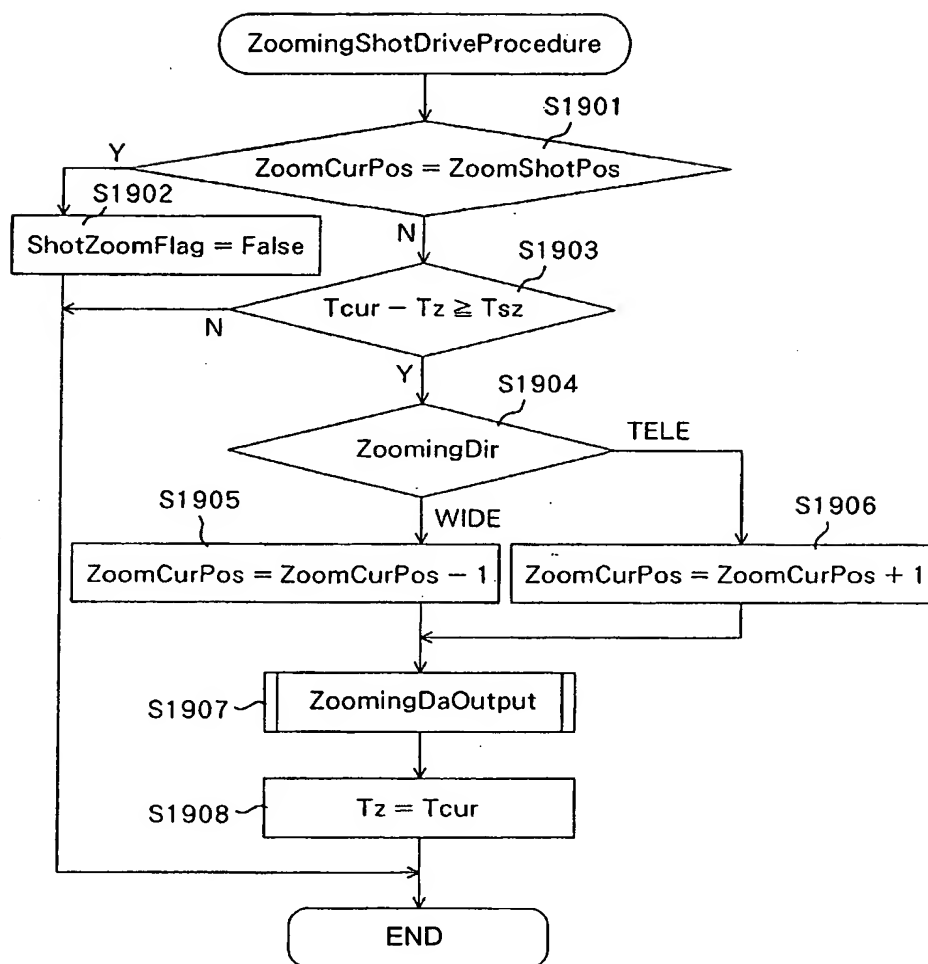 ZoomingShotDriveProcedure
S1901
ZoomCurPos = ZoomShotPos
Y
S1902
ShotZoomFlag = False
N
S1903
Tcur − Tz ≧ Tsz
N
Y
S1904
ZoomingDir
TELE
WIDE
S1905
ZoomCurPos = ZoomCurPos − 1
S1906
ZoomCurPos = ZoomCurPos + 1
S1907
ZoomingDaOutput
S1908
Tz = Tcur
END